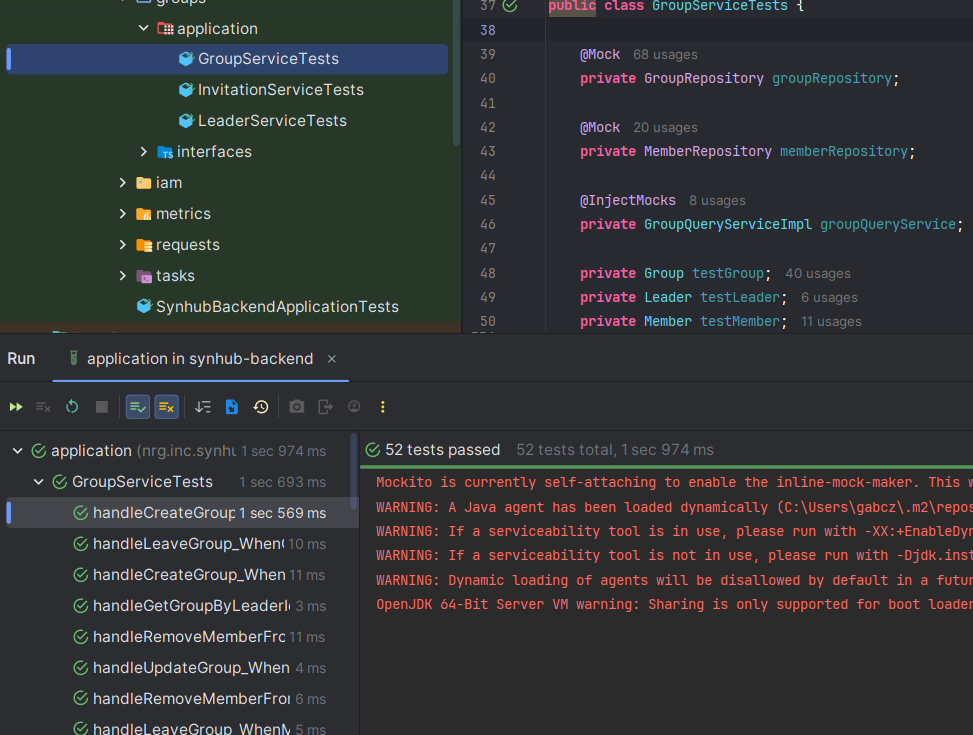 groups
application
GroupServiceTests
InvitationServiceTests
LeaderServiceTests
interfaces
iam
metrics
requests
tasks
SynhubBackendApplicationTests
37 public class GroupServiceTests {
38
39 @Mock 68 usages
40 private GroupRepository groupRepository;
41
42 @Mock 20 usages
43 private MemberRepository memberRepository;
44
45 @InjectMocks 8 usages
46 private GroupQueryServiceImpl groupQueryService;
47
48 private Group testGroup; 40 usages
49 private Leader testLeader; 6 usages
50 private Member testMember; 11 usages
Run application in synhub-backend ×
application (nrg.inc.synhu 1 sec 974 ms
GroupServiceTests 1 sec 693 ms
handleCreateGroup 1 sec 569 ms
handleLeaveGroup_When 10 ms
handleCreateGroup_When 11 ms
handleGetGroupByLeaderI 3 ms
handleRemoveMemberFro 11 ms
handleUpdateGroup_When 4 ms
handleRemoveMemberFro 6 ms
handleLeaveGroup_WhenM 5 ms
52 tests passed 52 tests total, 1 sec 974 ms
Mockito is currently self-attaching to enable the inline-mock-maker. This w
WARNING: A Java agent has been loaded dynamically (C:\Users\gabcz\.m2\repos
WARNING: If a serviceability tool is in use, please run with -XX:+EnableDyn
WARNING: If a serviceability tool is not in use, please run with -Djdk.inst
WARNING: Dynamic loading of agents will be disallowed by default in a futur
OpenJDK 64-Bit Server VM warning: Sharing is only supported for boot loader